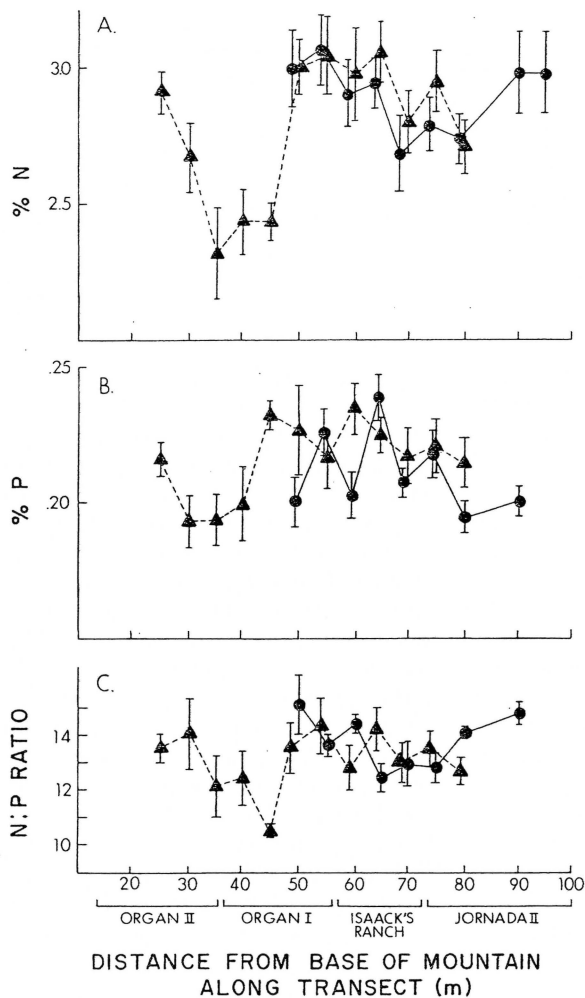 A.
3.0
2.5
% N
B.
.25
.20
% P
C.
14
12
10
N:P RATIO
20 30 40 50 60 70 80 90 100
ORGAN II ORGAN I ISAACK'S RANCH JORNADA II
DISTANCE FROM BASE OF MOUNTAIN
ALONG TRANSECT (m)